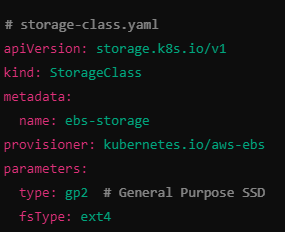 # storage-class.yaml
apiVersion: storage.k8s.io/v1
kind: StorageClass
metadata:
  name: ebs-storage
provisioner: kubernetes.io/aws-ebs
parameters:
  type: gp2  # General Purpose SSD
  fsType: ext4